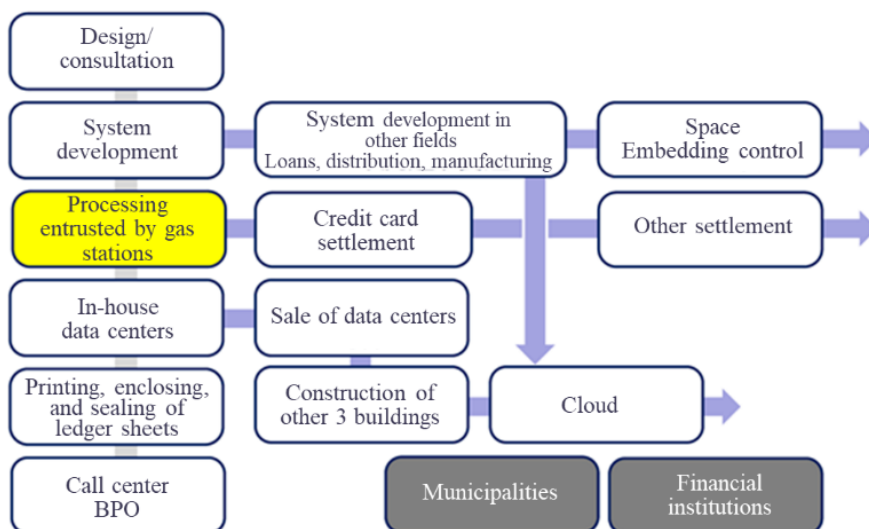 Design/
consultation
System
development
System development in
other fields
Loans, distribution, manufacturing
Space
Embedding control
Processing
entrusted by gas
stations
Credit card
settlement
Other settlement
In-house
data centers
Sale of data centers
Printing, enclosing,
and sealing of
ledger sheets
Construction of
other 3 buildings
Cloud
Call center
BPO
Municipalities
Financial
institutions